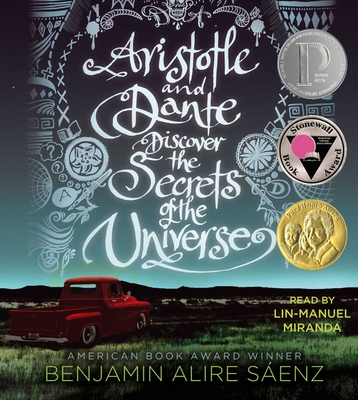 Aristotle
and
Dante
Discover
the
Secrets
of the
Universe
Stonewall
Book
Award
READ BY
LIN-MANUEL
MIRANDA
AMERICAN BOOK AWARD WINNER
BENJAMIN ALIRE SÁENZ